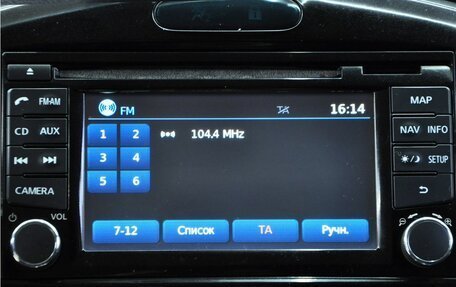 FM-AM
CD AUX
CAMERA
VOL
FM
TA
16:14
1 2
104.4 MHz
3 4
5 6
7-12
Список
TA
Ручн.
MAP
NAV INFO
SETUP